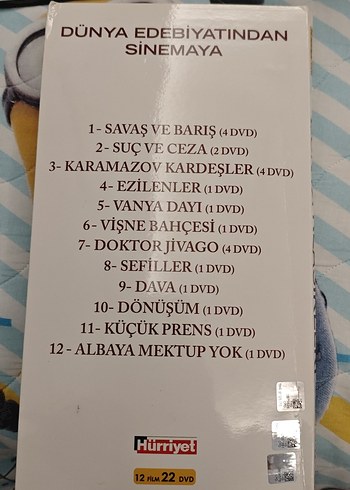 DÜNYA EDEBİYATINDAN
SİNEMAYA
1- SAVAŞ VE BARIŞ (4 DVD)
2- SUÇ VE CEZA (2 DVD)
3- KARAMAZOV KARDEŞLER (4 DVD)
4- EZİLENLER (1 DVD)
5- VANYA DAYI (1 DVD)
6- VİŞNE BAHÇESİ (1 DVD)
7- DOKTOR JİVAGO (4 DVD)
8- SEFİLLER (1 DVD)
9- DAVA (1 DVD)
10- DÖNÜŞÜM (1 DVD)
11- KÜÇÜK PRENS (1 DVD)
12 - ALBAYA MEKTUP YOK (1 DVD)
Hürriyet
12 FİLM 22 DVD